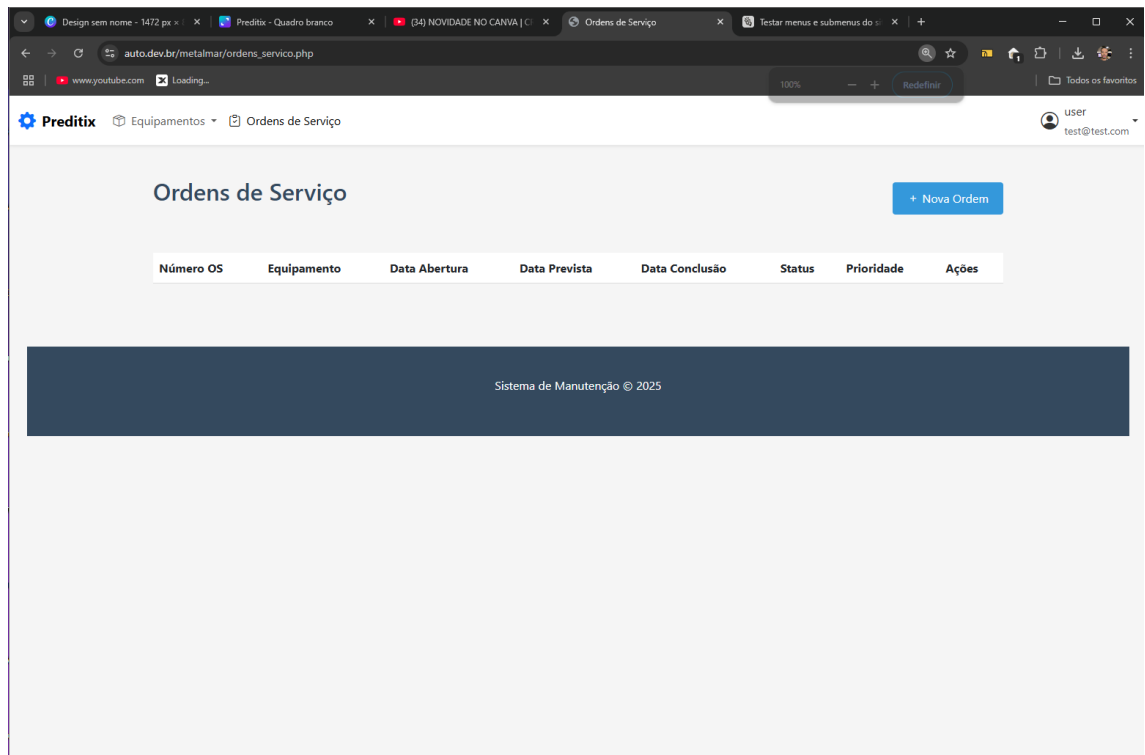 Design sem nome - 1472 px ×
Preditix - Quadro branco
(34) NOVIDADE NO CANVA | C
Ordens de Serviço
Testar menus e submenus do si
auto.dev.br/metalmar/ordens_servico.php
www.youtube.com
Loading...
100%
Redefinir
Todos os favoritos
Preditix
Equipamentos
Ordens de Serviço
user
test@test.com
Ordens de Serviço
+ Nova Ordem
Número OS Equipamento Data Abertura Data Prevista Data Conclusão Status Prioridade Ações
Sistema de Manutenção © 2025